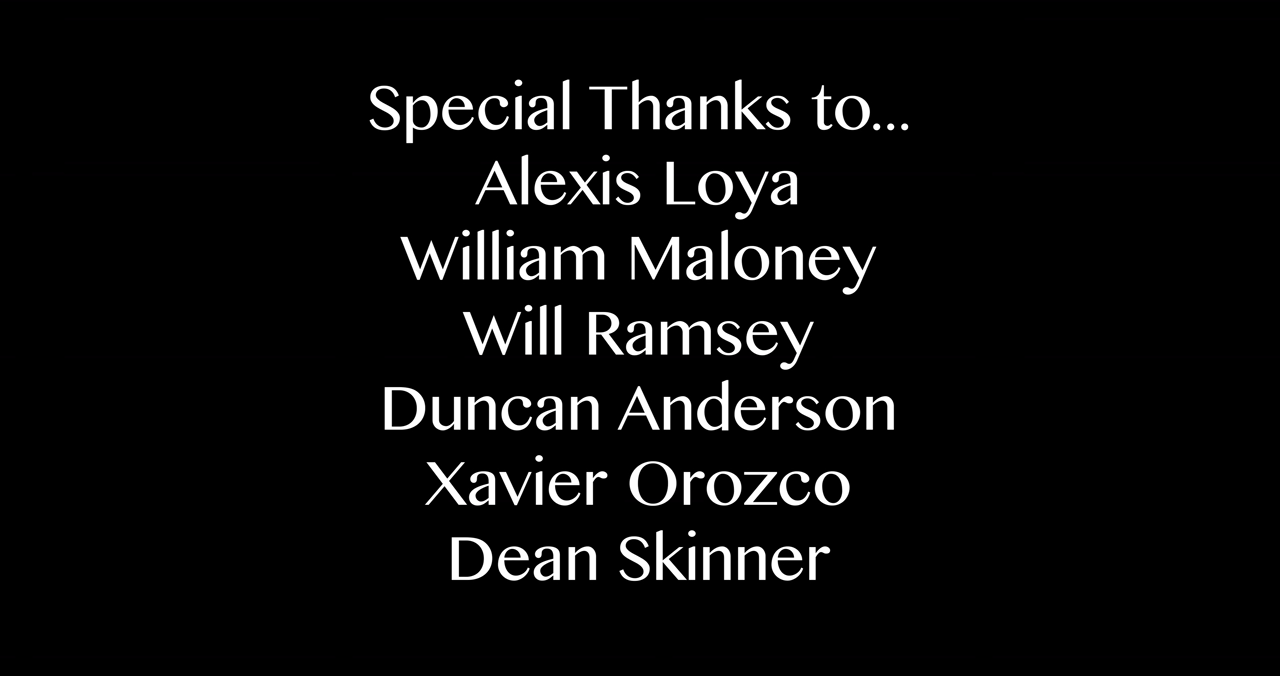 Special Thanks to...
Alexis Loya
William Maloney
Will Ramsey
Duncan Anderson
Xavier Orozco
Dean Skinner